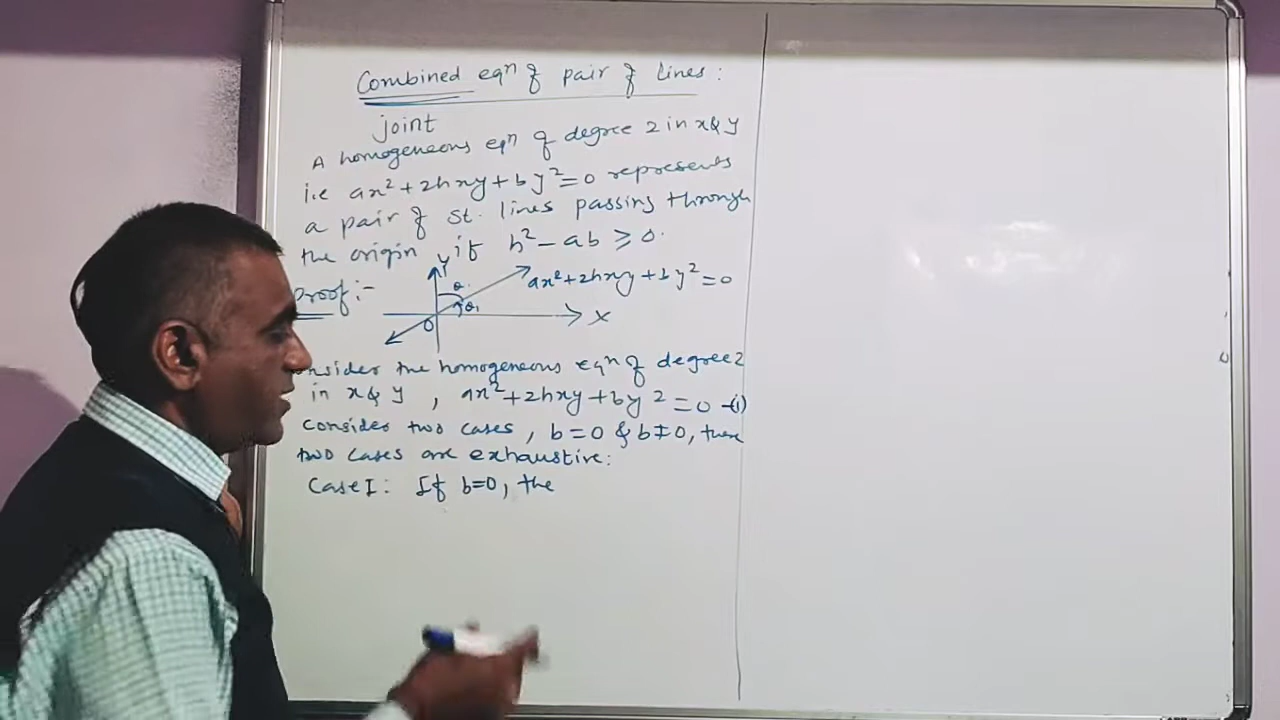 Combined eqⁿ of pair of lines :
joint
A homogeneous eqⁿ of degree 2 in x & y
i.e ax² + 2hxy + by² = 0 represents
a pair of st. lines passing through
the origin if h² - ab ≥ 0.
Proof :-
Y
θ
θ₁
O
X
ax² + 2hxy + by² = 0
onsider the homogeneous eqⁿ of degree 2
in x & y , ax² + 2hxy + by² = 0 -(i)
Consider two cases , b = 0 & b ≠ 0, these
two cases are exhaustive :
Case I : If b=0, the